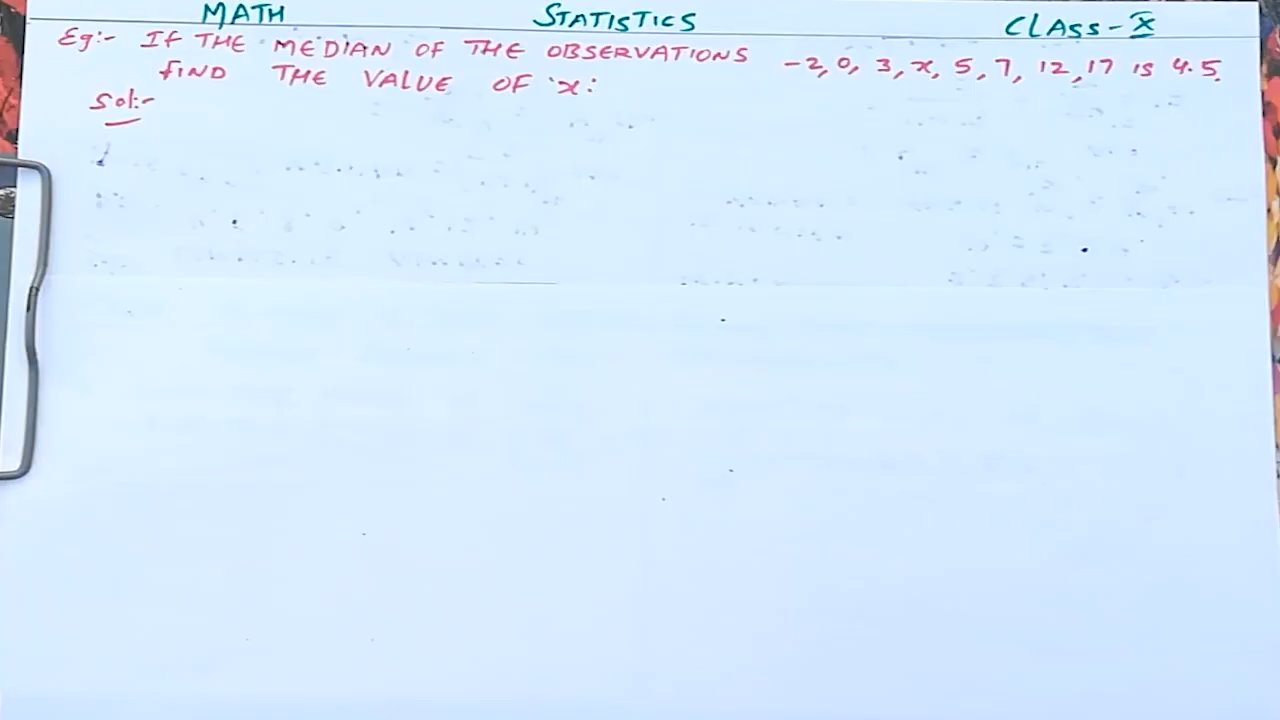 MATH STATISTICS CLASS-X
Eg:- IF THE MEDIAN OF THE OBSERVATIONS -2, 0, 3, x, 5, 7, 12, 17 IS 4.5.
FIND THE VALUE OF 'x':
Sol:-